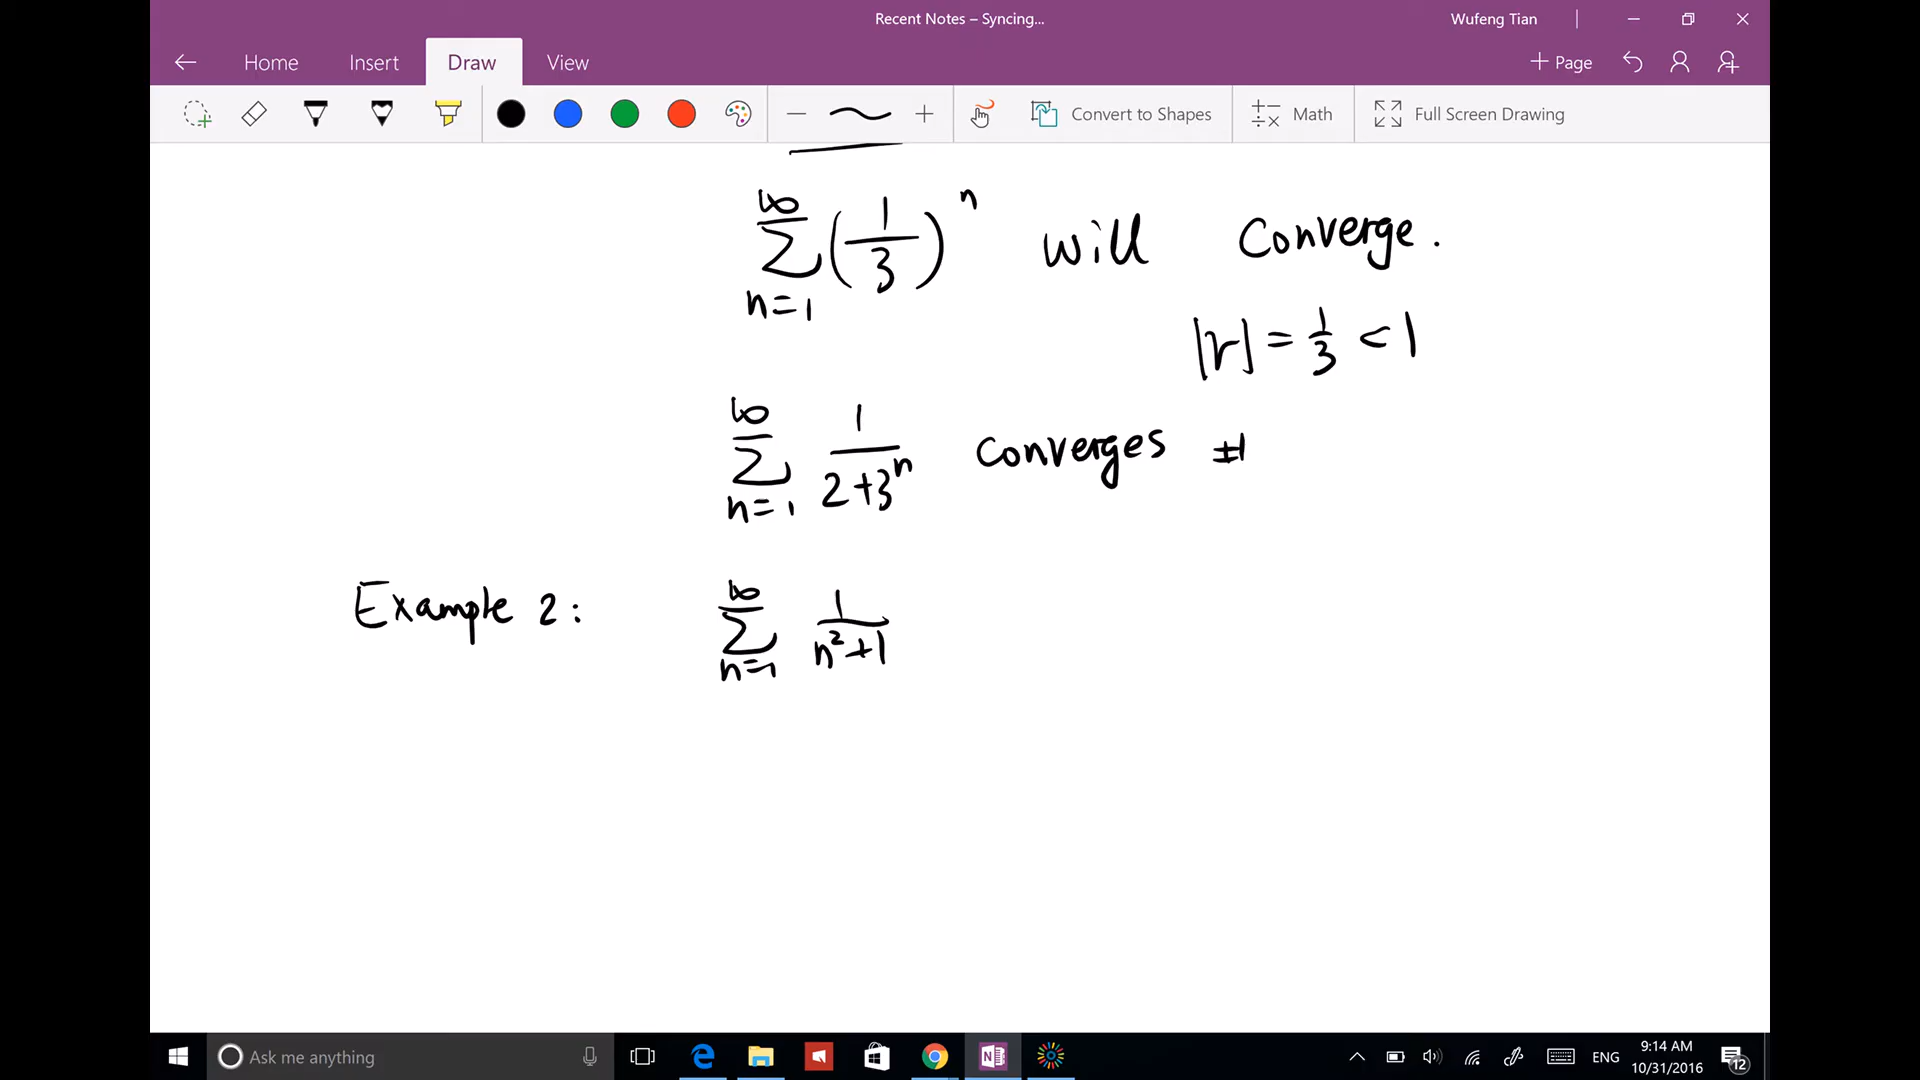 Recent Notes – Syncing...
Wufeng Tian
Home Insert Draw View
Page
Convert to Shapes Math Full Screen Drawing
∞
∑ (1/3)^n will Converge.
n=1
|r| = 1/3 < 1
∞
∑ 1/(2+3^n) Converges
n=1
Example 2: ∞
∑ 1/(n²+1)
n=1
Ask me anything
ENG
9:14 AM
10/31/2016
12